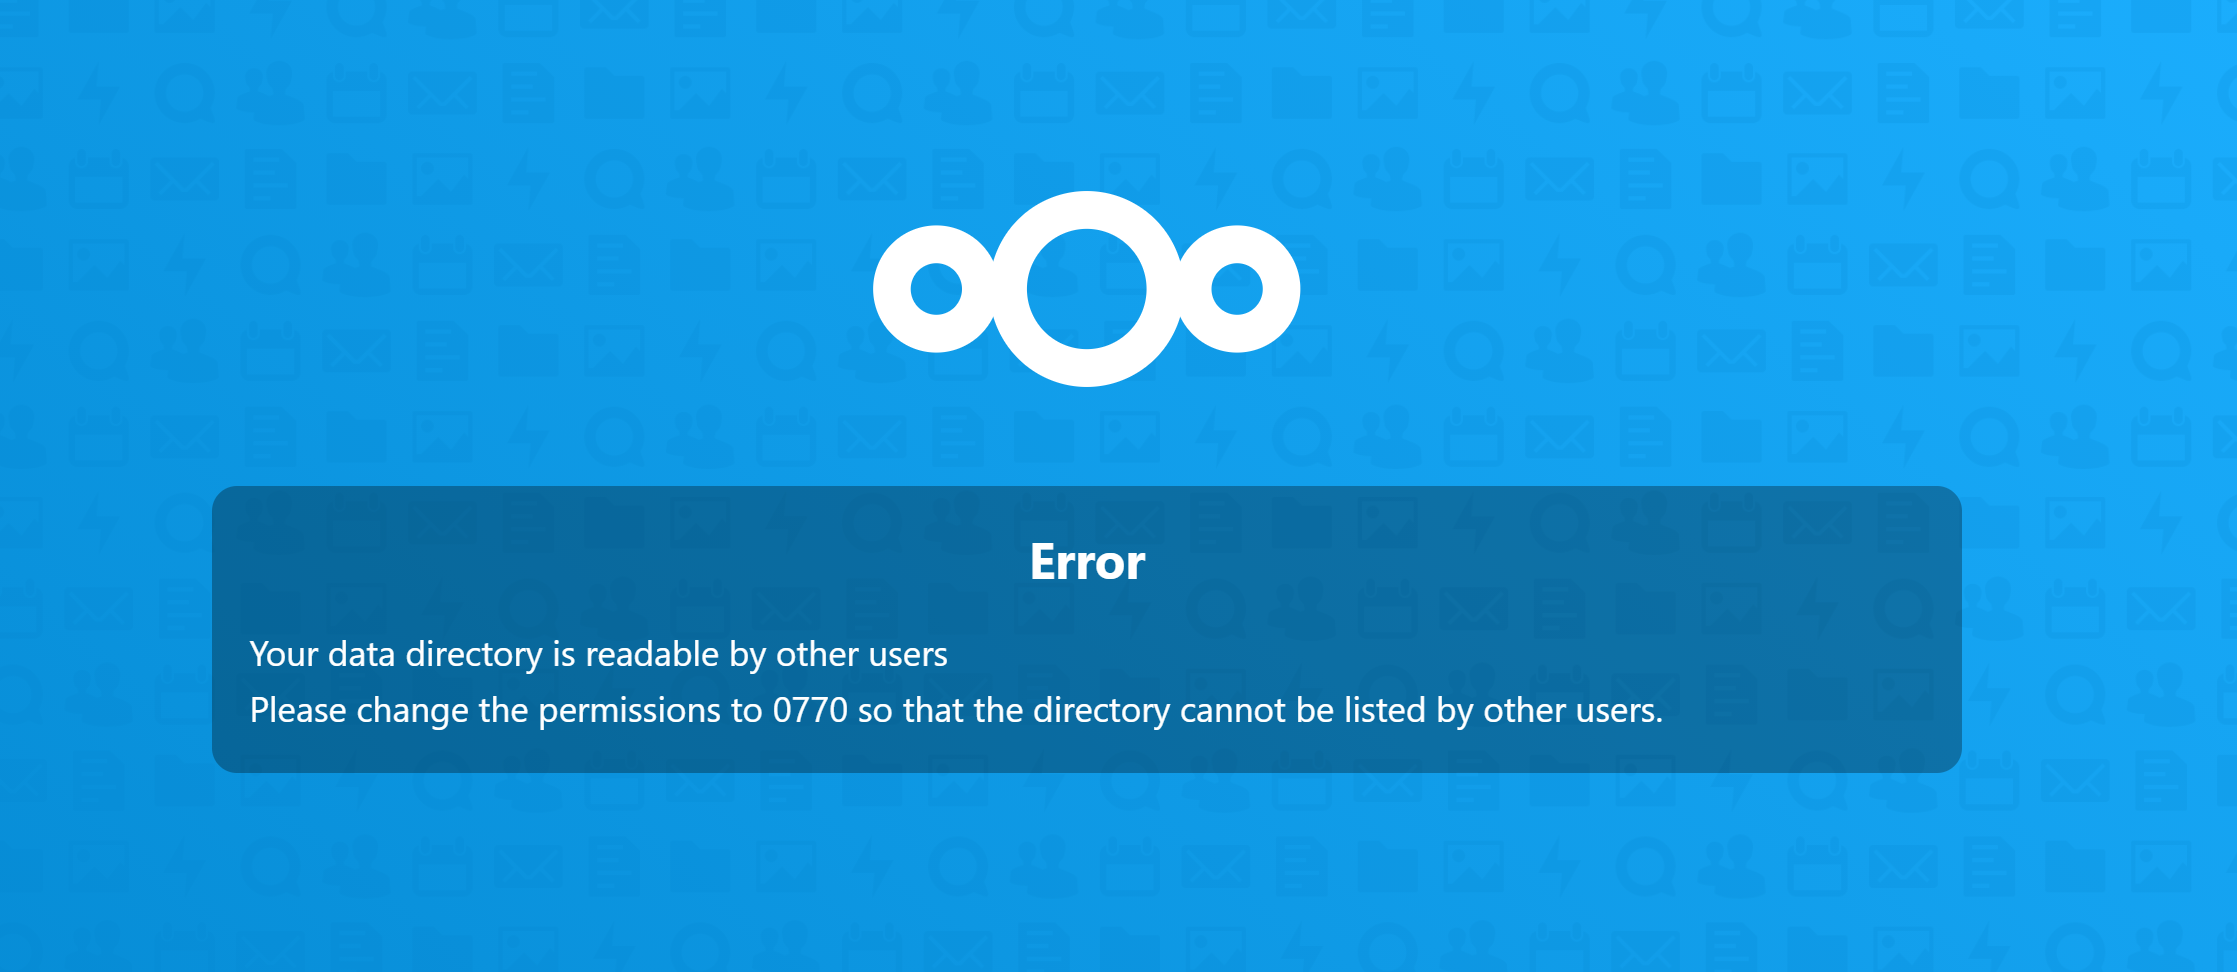 Error
Your data directory is readable by other users
Please change the permissions to 0770 so that the directory cannot be listed by other users.